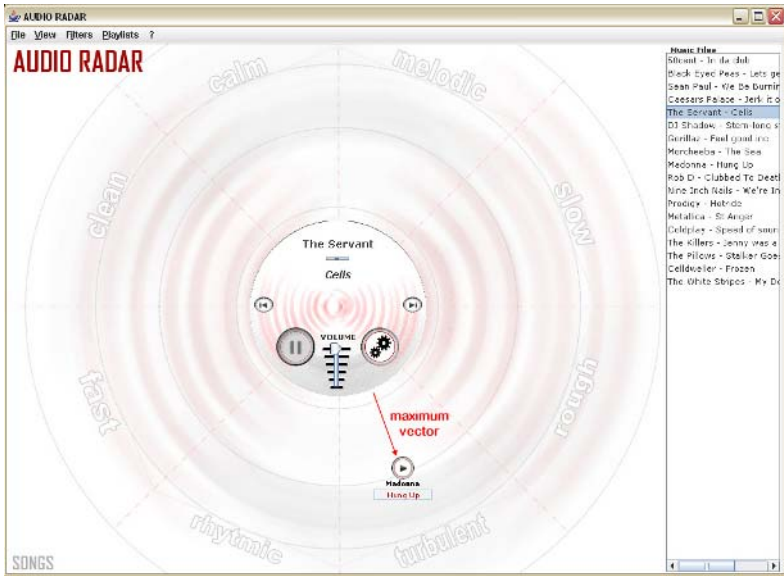 AUDIO RADAR
File View Filters Playlists ?
AUDIO RADAR
calm
melodic
clean
slow
fast
rough
rhytmic
turbulent
The Servant
Cells
VOLUME
maximum
vector
Madonna
Hung Up
SONGS
Music Files
50cent - In da club
Black Eyed Peas - Lets ge
Sean Paul - We Be Burnin
Caesars Palace - Jerk it o
The Servant - Cells
DJ Shadow - Stem-long s
Gorillaz - Feel good inc
Morcheeba - The Sea
Madonna - Hung Up
Rob D - Clubbed To Death
Nine Inch Nails - We're In
Prodigy - Hotride
Metallica - St Anger
Coldplay - Speed of soun
The Killers - Jenny was a
The Pillows - Stalker Goes
Celldweller - Frozen
The White Stripes - My Do